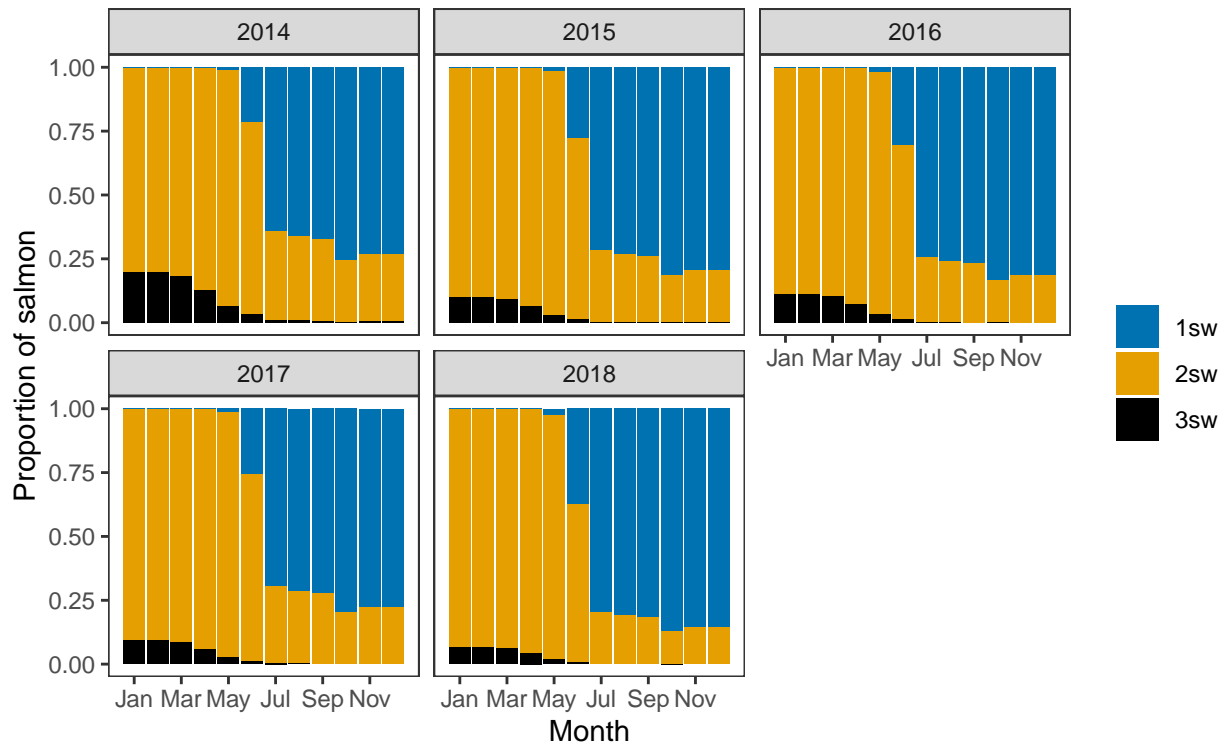 2014 2015 2016
1.00
0.75
0.50
0.25
0.00
Jan Mar May Jul Sep Nov
2017 2018
1.00
0.75
0.50
0.25
0.00
Jan Mar May Jul Sep Nov Jan Mar May Jul Sep Nov
Proportion of salmon
Month
1sw
2sw
3sw